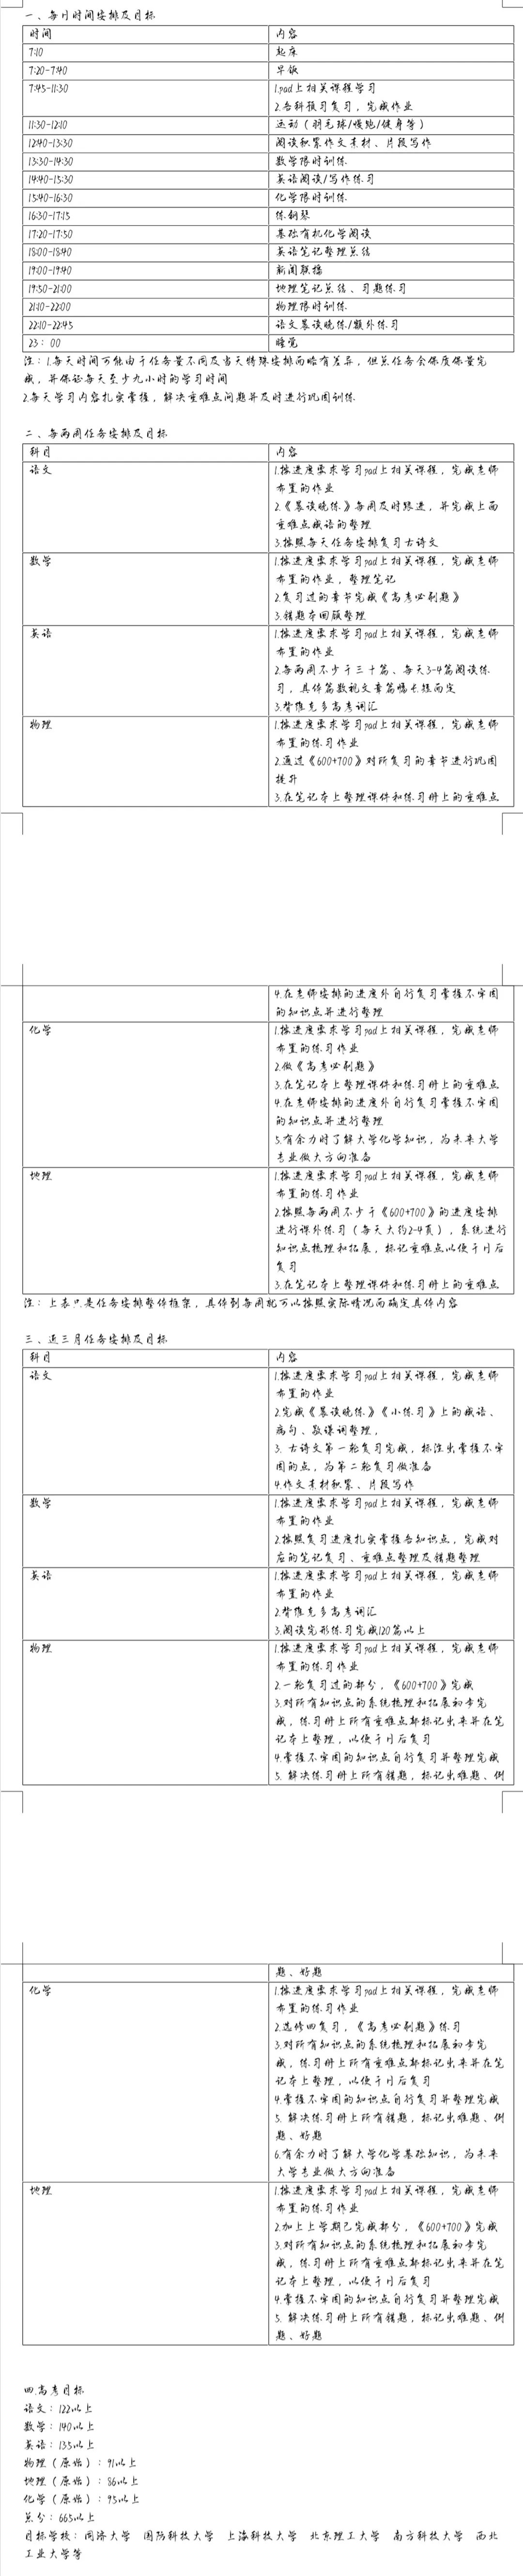 一、每日时间安排及目标
时间 内容
7:10 起床
7:20-7:40 早饭
7:45-11:30 1.pad上相关课程学习
2.各科预习复习，完成作业
11:30-12:10 运动（羽毛球/慢跑/健身等）
12:40-13:30 阅读积累作文素材、片段写作
13:30-14:30 数学限时训练
14:40-15:30 英语阅读/写作练习
15:40-16:30 化学限时训练
16:30-17:15 练钢琴
17:20-17:50 基础有机化学阅读
18:00-18:40 英语笔记整理总结
19:00-19:40 新闻联播
19:50-21:00 地理笔记总结、习题练习
21:10-22:00 物理限时训练
22:10-22:45 语文晨读晚练/额外练习
23：00 睡觉
注：1.每天时间可能由于任务量不同及当天特殊安排而略有差异，但总任务会保质保量完
成，并保证每天至少九小时的学习时间
2.每天学习内容扎实掌握，解决重难点问题并及时进行巩固训练
二、每两周任务安排及目标
科目 内容
语文 1.按进度要求学习pad上相关课程，完成老师
布置的作业
2.《晨读晚练》每周及时跟进，并完成上面
重难点成语的整理
3.按照每天任务安排复习古诗文
数学 1.按进度要求学习pad上相关课程，完成老师
布置的作业，整理笔记
2.复习过的章节完成《高考必刷题》
3.错题本回顾整理
英语 1.按进度要求学习pad上相关课程，完成老师
布置的作业
2.每两周不少于三十篇、每天3-4篇阅读练
习，具体篇数视文章篇幅长短而定
3.背维克多高考词汇
物理 1.按进度要求学习pad上相关课程，完成老师
布置的练习作业
2.通过《600+700》对所复习的章节进行巩固
提升
3.在笔记本上整理课件和练习册上的重难点
4.在老师安排的进度外自行复习掌握不牢固
的知识点并进行整理
化学 1.按进度要求学习pad上相关课程，完成老师
布置的练习作业
2.做《高考必刷题》
3.在笔记本上整理课件和练习册上的重难点
4.在老师安排的进度外自行复习掌握不牢固
的知识点并进行整理
5.有余力时了解大学化学知识，为未来大学
专业做大方向准备
地理 1.按进度要求学习pad上相关课程，完成老师
布置的练习作业
2.按照每两周不少于《600+700》的进度安排
进行课外练习（每天大约2-4页），系统进行
知识点梳理和拓展，标记重难点以便于日后
复习
3.在笔记本上整理课件和练习册上的重难点
注：上表只是任务安排整体框架，具体到每周就可以按照实际情况而确定具体内容
三、近三月任务安排及目标
科目 内容
语文 1.按进度要求学习pad上相关课程，完成老师
布置的作业
2.完成《晨读晚练》《小练习》上的成语、
病句、敬谦词整理，
3. 古诗文第一轮复习完成，标注出掌握不牢
固的点，为第二轮复习做准备
4.作文素材积累、片段写作
数学 1.按进度要求学习pad上相关课程，完成老师
布置的作业
2.按照复习进度扎实掌握各知识点，完成对
应的笔记复习、重难点整理及错题整理
英语 1.按进度要求学习pad上相关课程，完成老师
布置的作业
2.背维克多高考词汇
3.阅读完形练习完成120篇以上
物理 1.按进度要求学习pad上相关课程，完成老师
布置的练习作业
2.一轮复习过的部分，《600+700》完成
3.对所有知识点的系统梳理和拓展初步完
成，练习册上所有重难点都标记出来并在笔
记本上整理，以便于日后复习
4.掌握不牢固的知识点自行复习并整理完成
5. 解决练习册上所有错题，标记出难题、例
题、好题
化学 1.按进度要求学习pad上相关课程，完成老师
布置的练习作业
2.选修四复习，《高考必刷题》练习
3.对所有知识点的系统梳理和拓展初步完
成，练习册上所有重难点都标记出来并在笔
记本上整理，以便于日后复习
4.掌握不牢固的知识点自行复习并整理完成
5. 解决练习册上所有错题，标记出难题、例
题、好题
6.有余力时了解大学化学基础知识，为未来
大学专业做大方向准备
地理 1.按进度要求学习pad上相关课程，完成老师
布置的练习作业
2.加上上学期已完成部分，《600+700》完成
3.对所有知识点的系统梳理和拓展初步完
成，练习册上所有重难点都标记出来并在笔
记本上整理，以便于日后复习
4.掌握不牢固的知识点自行复习并整理完成
5. 解决练习册上所有错题，标记出难题、例
题、好题
四.高考目标
语文：122以上
数学：140以上
英语：135以上
物理（原始）：91以上
地理（原始）：86以上
化学（原始）：95以上
总分：665以上
目标学校：同济大学 国防科技大学 上海科技大学 北京理工大学 南方科技大学 西北
工业大学等